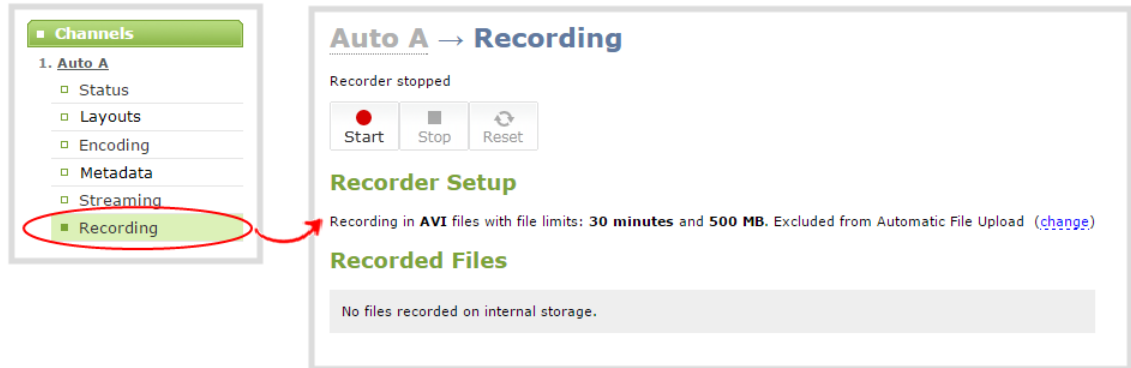 Channels
1. Auto A
Status
Layouts
Encoding
Metadata
Streaming
Recording
Auto A → Recording
Recorder stopped
Start Stop Reset
Recorder Setup
Recording in AVI files with file limits: 30 minutes and 500 MB. Excluded from Automatic File Upload (change)
Recorded Files
No files recorded on internal storage.